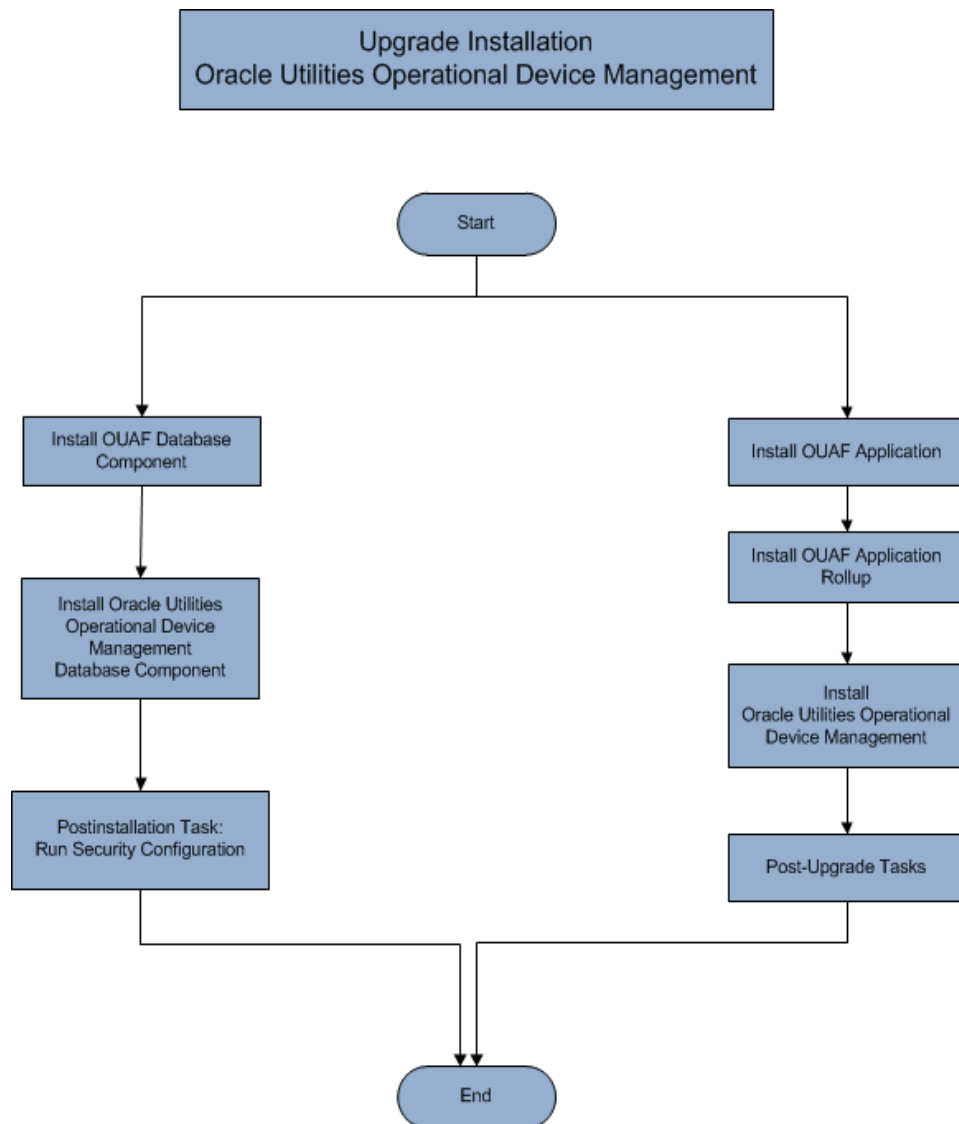 Upgrade Installation
Oracle Utilities Operational Device Management
Start
Install OUAF Database
Component
Install Oracle Utilities
Operational Device
Management
Database Component
Postinstallation Task:
Run Security Configuration
Install OUAF Application
Install OUAF Application
Rollup
Install
Oracle Utilities Operational
Device Management
Post-Upgrade Tasks
End